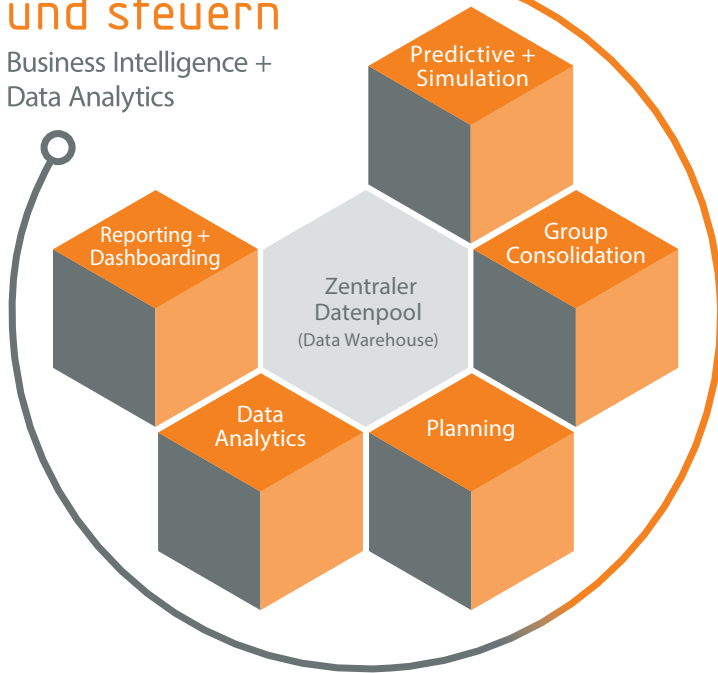 und steuern
Business Intelligence +
Data Analytics
Predictive +
Simulation
Reporting +
Dashboarding
Group
Consolidation
Zentraler
Datenpool
(Data Warehouse)
Data
Analytics
Planning